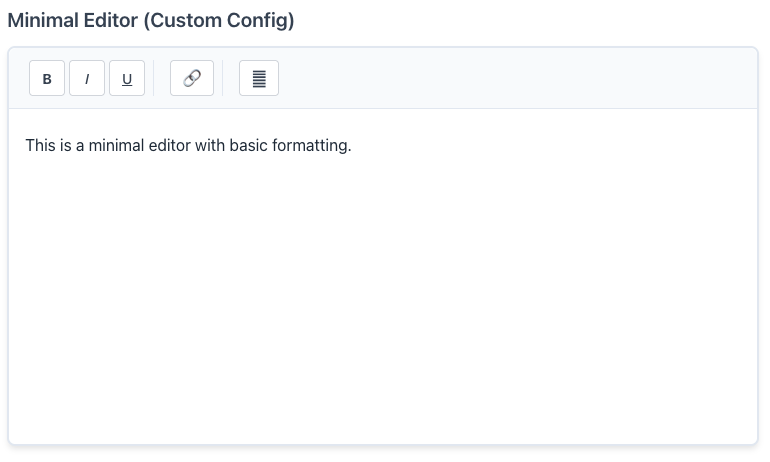 Minimal Editor (Custom Config)
B I U
This is a minimal editor with basic formatting.